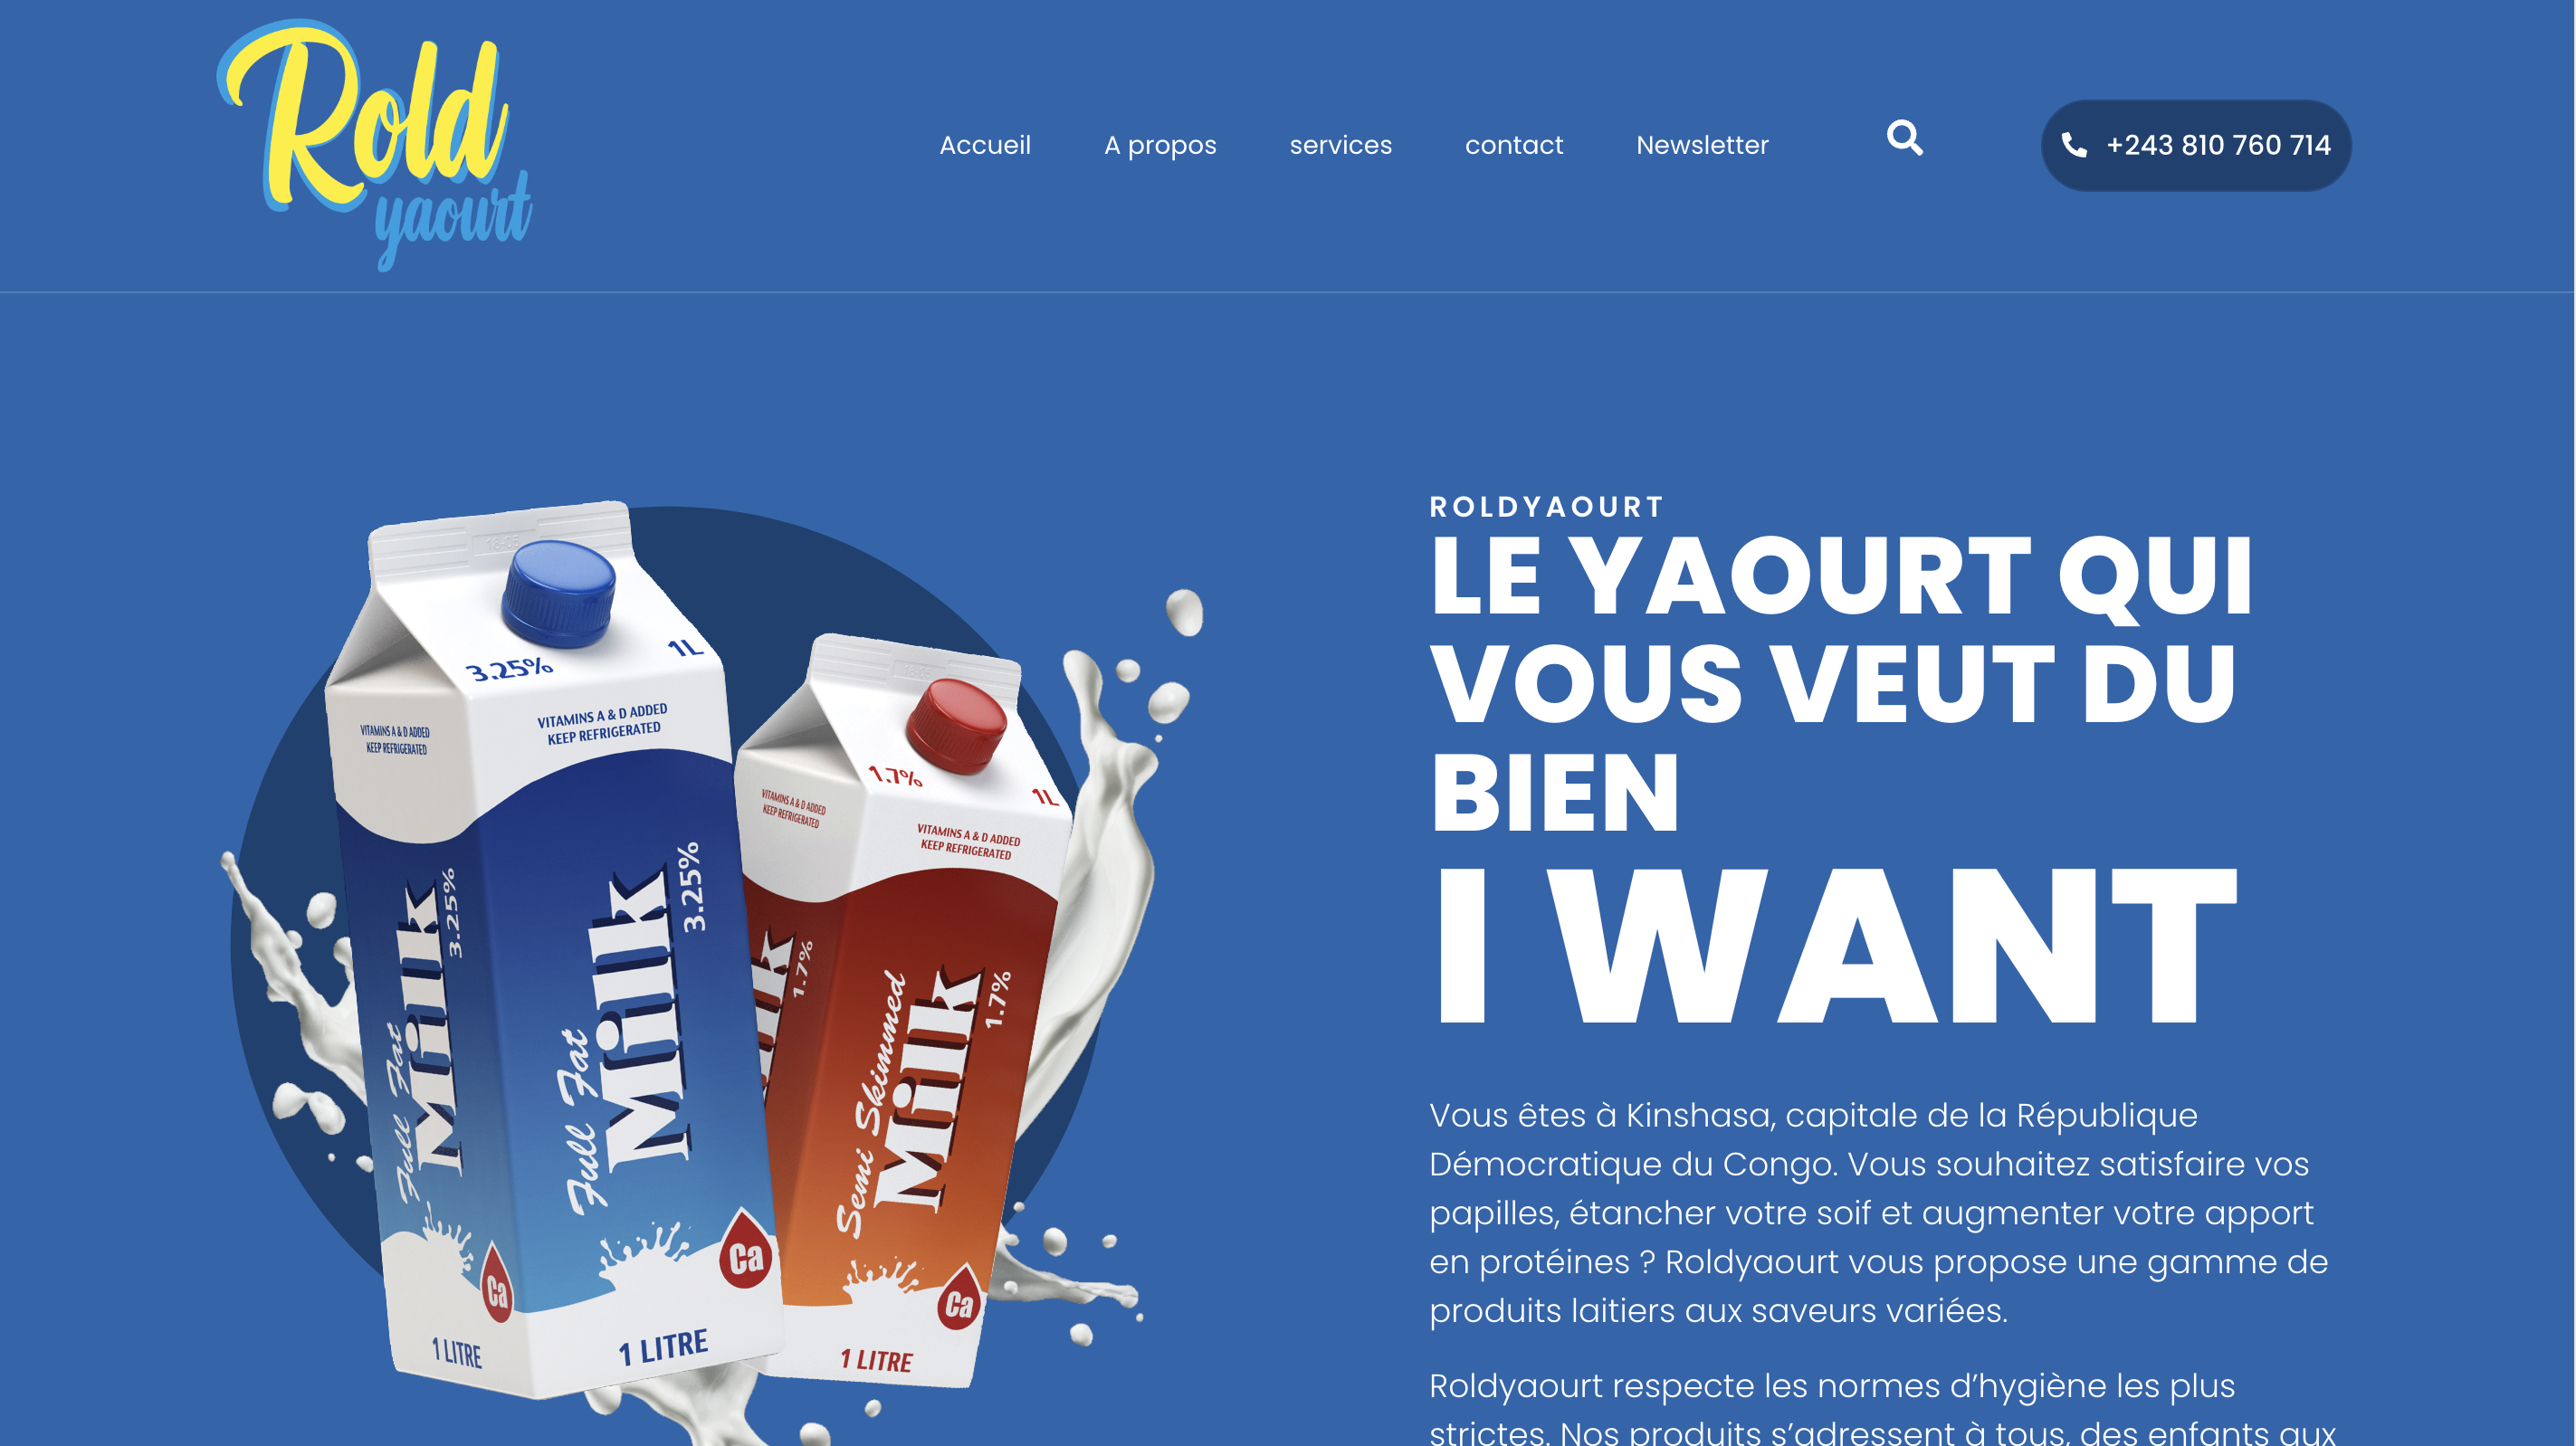 Rold
yaourt
Accueil
A propos
services
contact
Newsletter
+243 810 760 714
ROLDYAOURT
LE YAOURT QUI
VOUS VEUT DU
BIEN
I WANT
Vous êtes à Kinshasa, capitale de la République
Démocratique du Congo. Vous souhaitez satisfaire vos
papilles, étancher votre soif et augmenter votre apport
en protéines ? Roldyaourt vous propose une gamme de
produits laitiers aux saveurs variées.
Roldyaourt respecte les normes d’hygiène les plus
strictes. Nos produits s’adressent à tous, des enfants aux
3.25%
1L
VITAMINS A & D ADDED
KEEP REFRIGERATED
VITAMINS A & D ADDED
KEEP REFRIGERATED
Full Fat
Milk
3.25%
Full Fat
Milk
3.25%
Ca
Ca
1 LITRE
1 LITRE
1.7%
1L
VITAMINS A & D ADDED
KEEP REFRIGERATED
VITAMINS A & D ADDED
KEEP REFRIGERATED
1.7%
Semi Skimmed
Milk
1.7%
Ca
1 LITRE